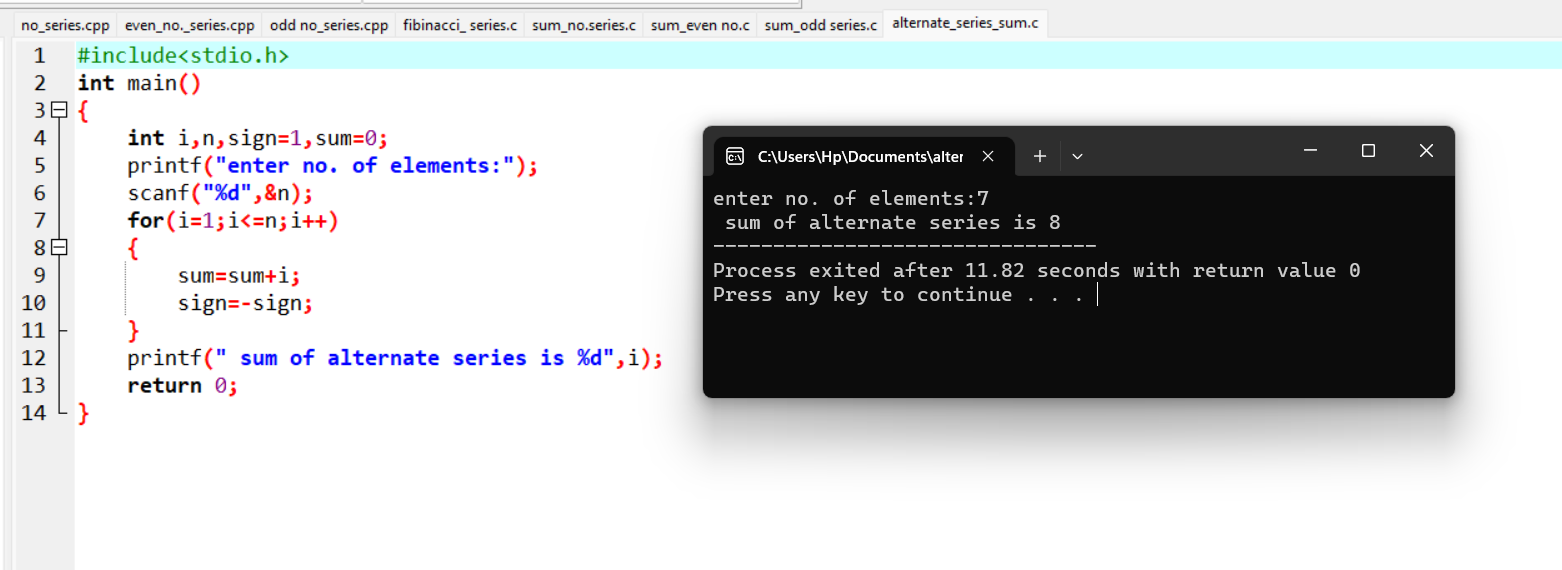 no_series.cpp even_no._series.cpp odd no_series.cpp fibinacci_ series.c sum_no.series.c sum_even no.c sum_odd series.c alternate_series_sum.c
1 #include<stdio.h>
2 int main()
3 {
4 int i,n,sign=1,sum=0;
5 printf("enter no. of elements:");
6 scanf("%d",&n);
7 for(i=1;i<=n;i++)
8 {
9 sum=sum+i;
10 sign=-sign;
11 }
12 printf(" sum of alternate series is %d",i);
13 return 0;
14 }
C:\Users\Hp\Documents\alter
enter no. of elements:7
 sum of alternate series is 8
--------------------------------
Process exited after 11.82 seconds with return value 0
Press any key to continue . . .